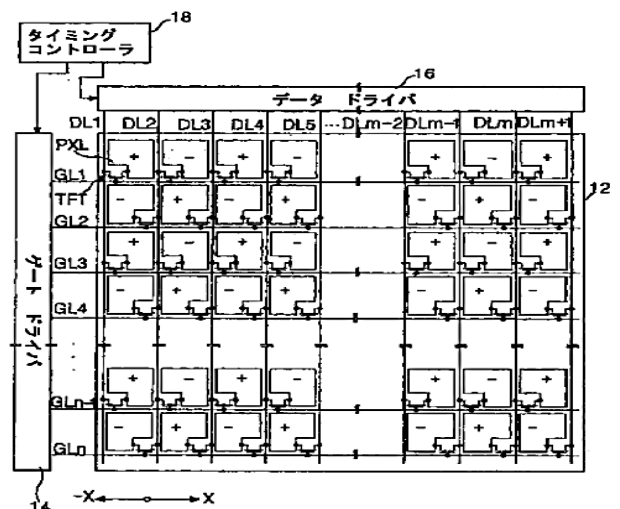 18
タイミング
コントローラ
16
データ ドライバ
DL1 DL2 DL3 DL4 DL5 ...DLm-2 DLm-1 DLm DLm+1
PXL + - + - + - +
GL1
TFT - + - + - + - 12
GL2
+ - + - + - +
GL3
- + - + - + -
GL4
ゲート ドライバ
+ - + - + - +
GLn-1
- + - + - + -
GLn
14
-X X